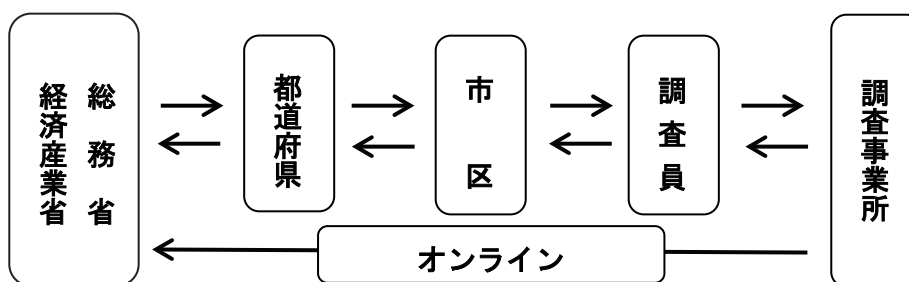 総務省
経済産業省
都道府県
市区
調査員
調査事業所
オンライン